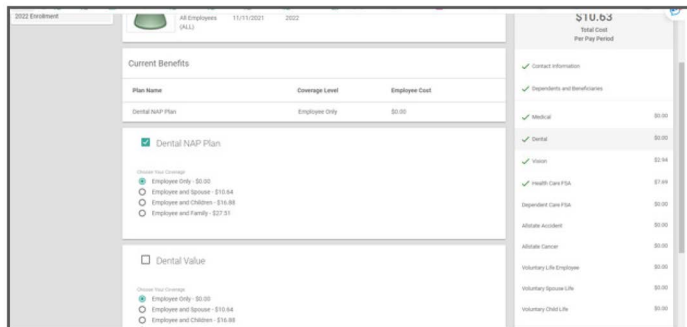 2022 Enrollment
All Employees (ALL) 11/11/2021 2022
Current Benefits
Plan Name Coverage Level Employee Cost
Dental NAP Plan Employee Only $0.00
Dental NAP Plan
Choose Your Coverage
Employee Only - $0.00
Employee and Spouse - $10.64
Employee and Children - $16.88
Employee and Family - $27.51
Dental Value
Choose Your Coverage
Employee Only - $0.00
Employee and Spouse - $10.64
Employee and Children - $16.88
$10.63
Total Cost
Per Pay Period
Contact Information
Dependents and Beneficiaries
Medical $0.00
Dental $0.00
Vision $2.94
Health Care FSA $7.69
Dependent Care FSA $0.00
Allstate Accident $0.00
Allstate Cancer $0.00
Voluntary Life Employee $0.00
Voluntary Spouse Life $0.00
Voluntary Child Life $0.00